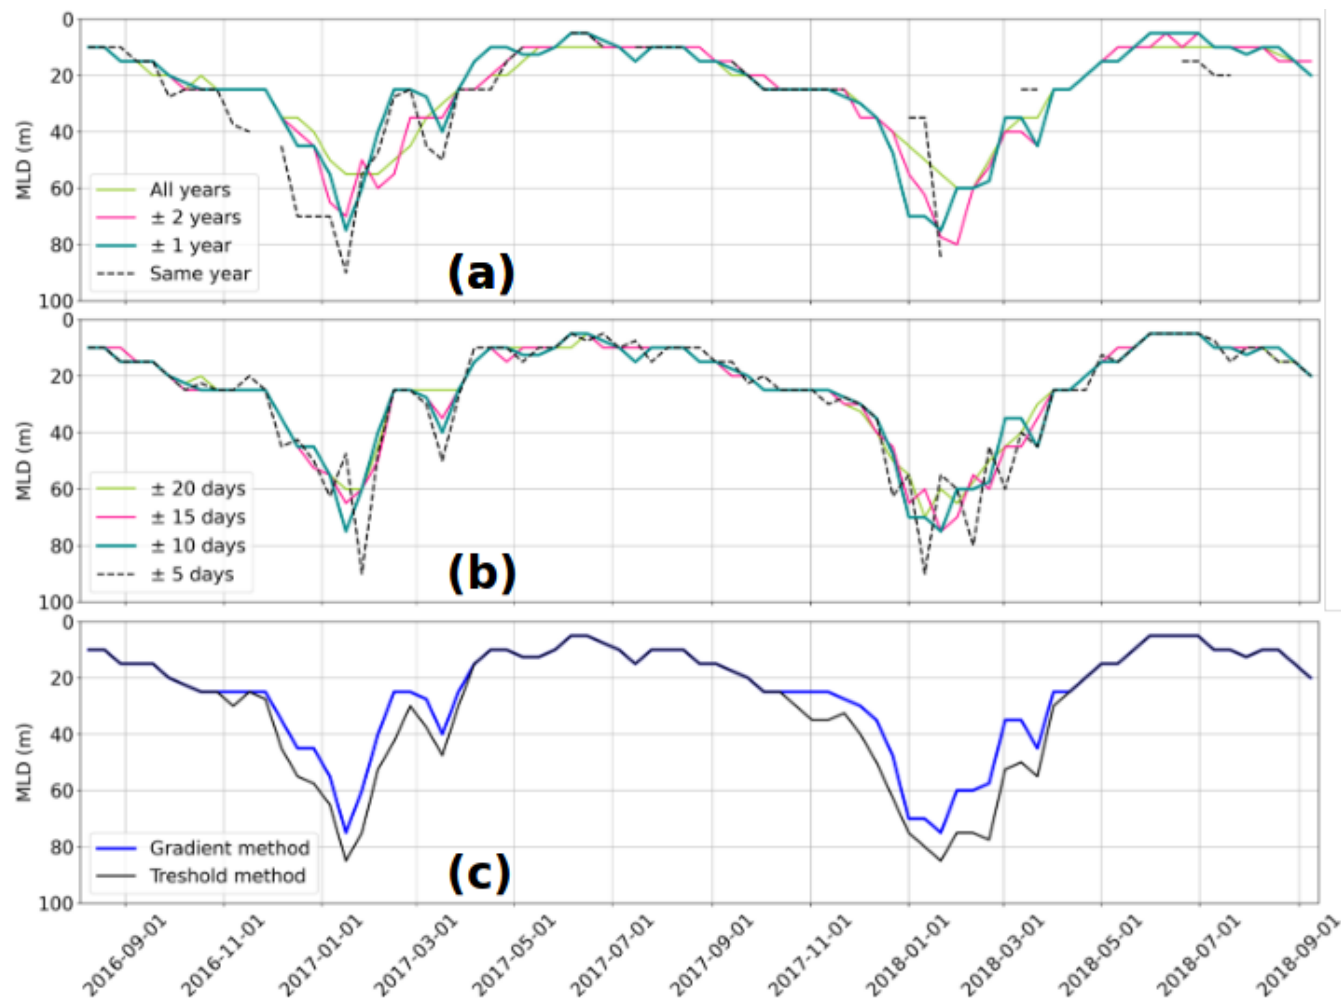 0
20
40
60
80
100
MLD (m)
All years
± 2 years
± 1 year
Same year
(a)
0
20
40
60
80
100
MLD (m)
± 20 days
± 15 days
± 10 days
± 5 days
(b)
0
20
40
60
80
100
MLD (m)
Gradient method
Treshold method
(c)
2016-09-01
2016-11-01
2017-01-01
2017-03-01
2017-05-01
2017-07-01
2017-09-01
2017-11-01
2018-01-01
2018-03-01
2018-05-01
2018-07-01
2018-09-01